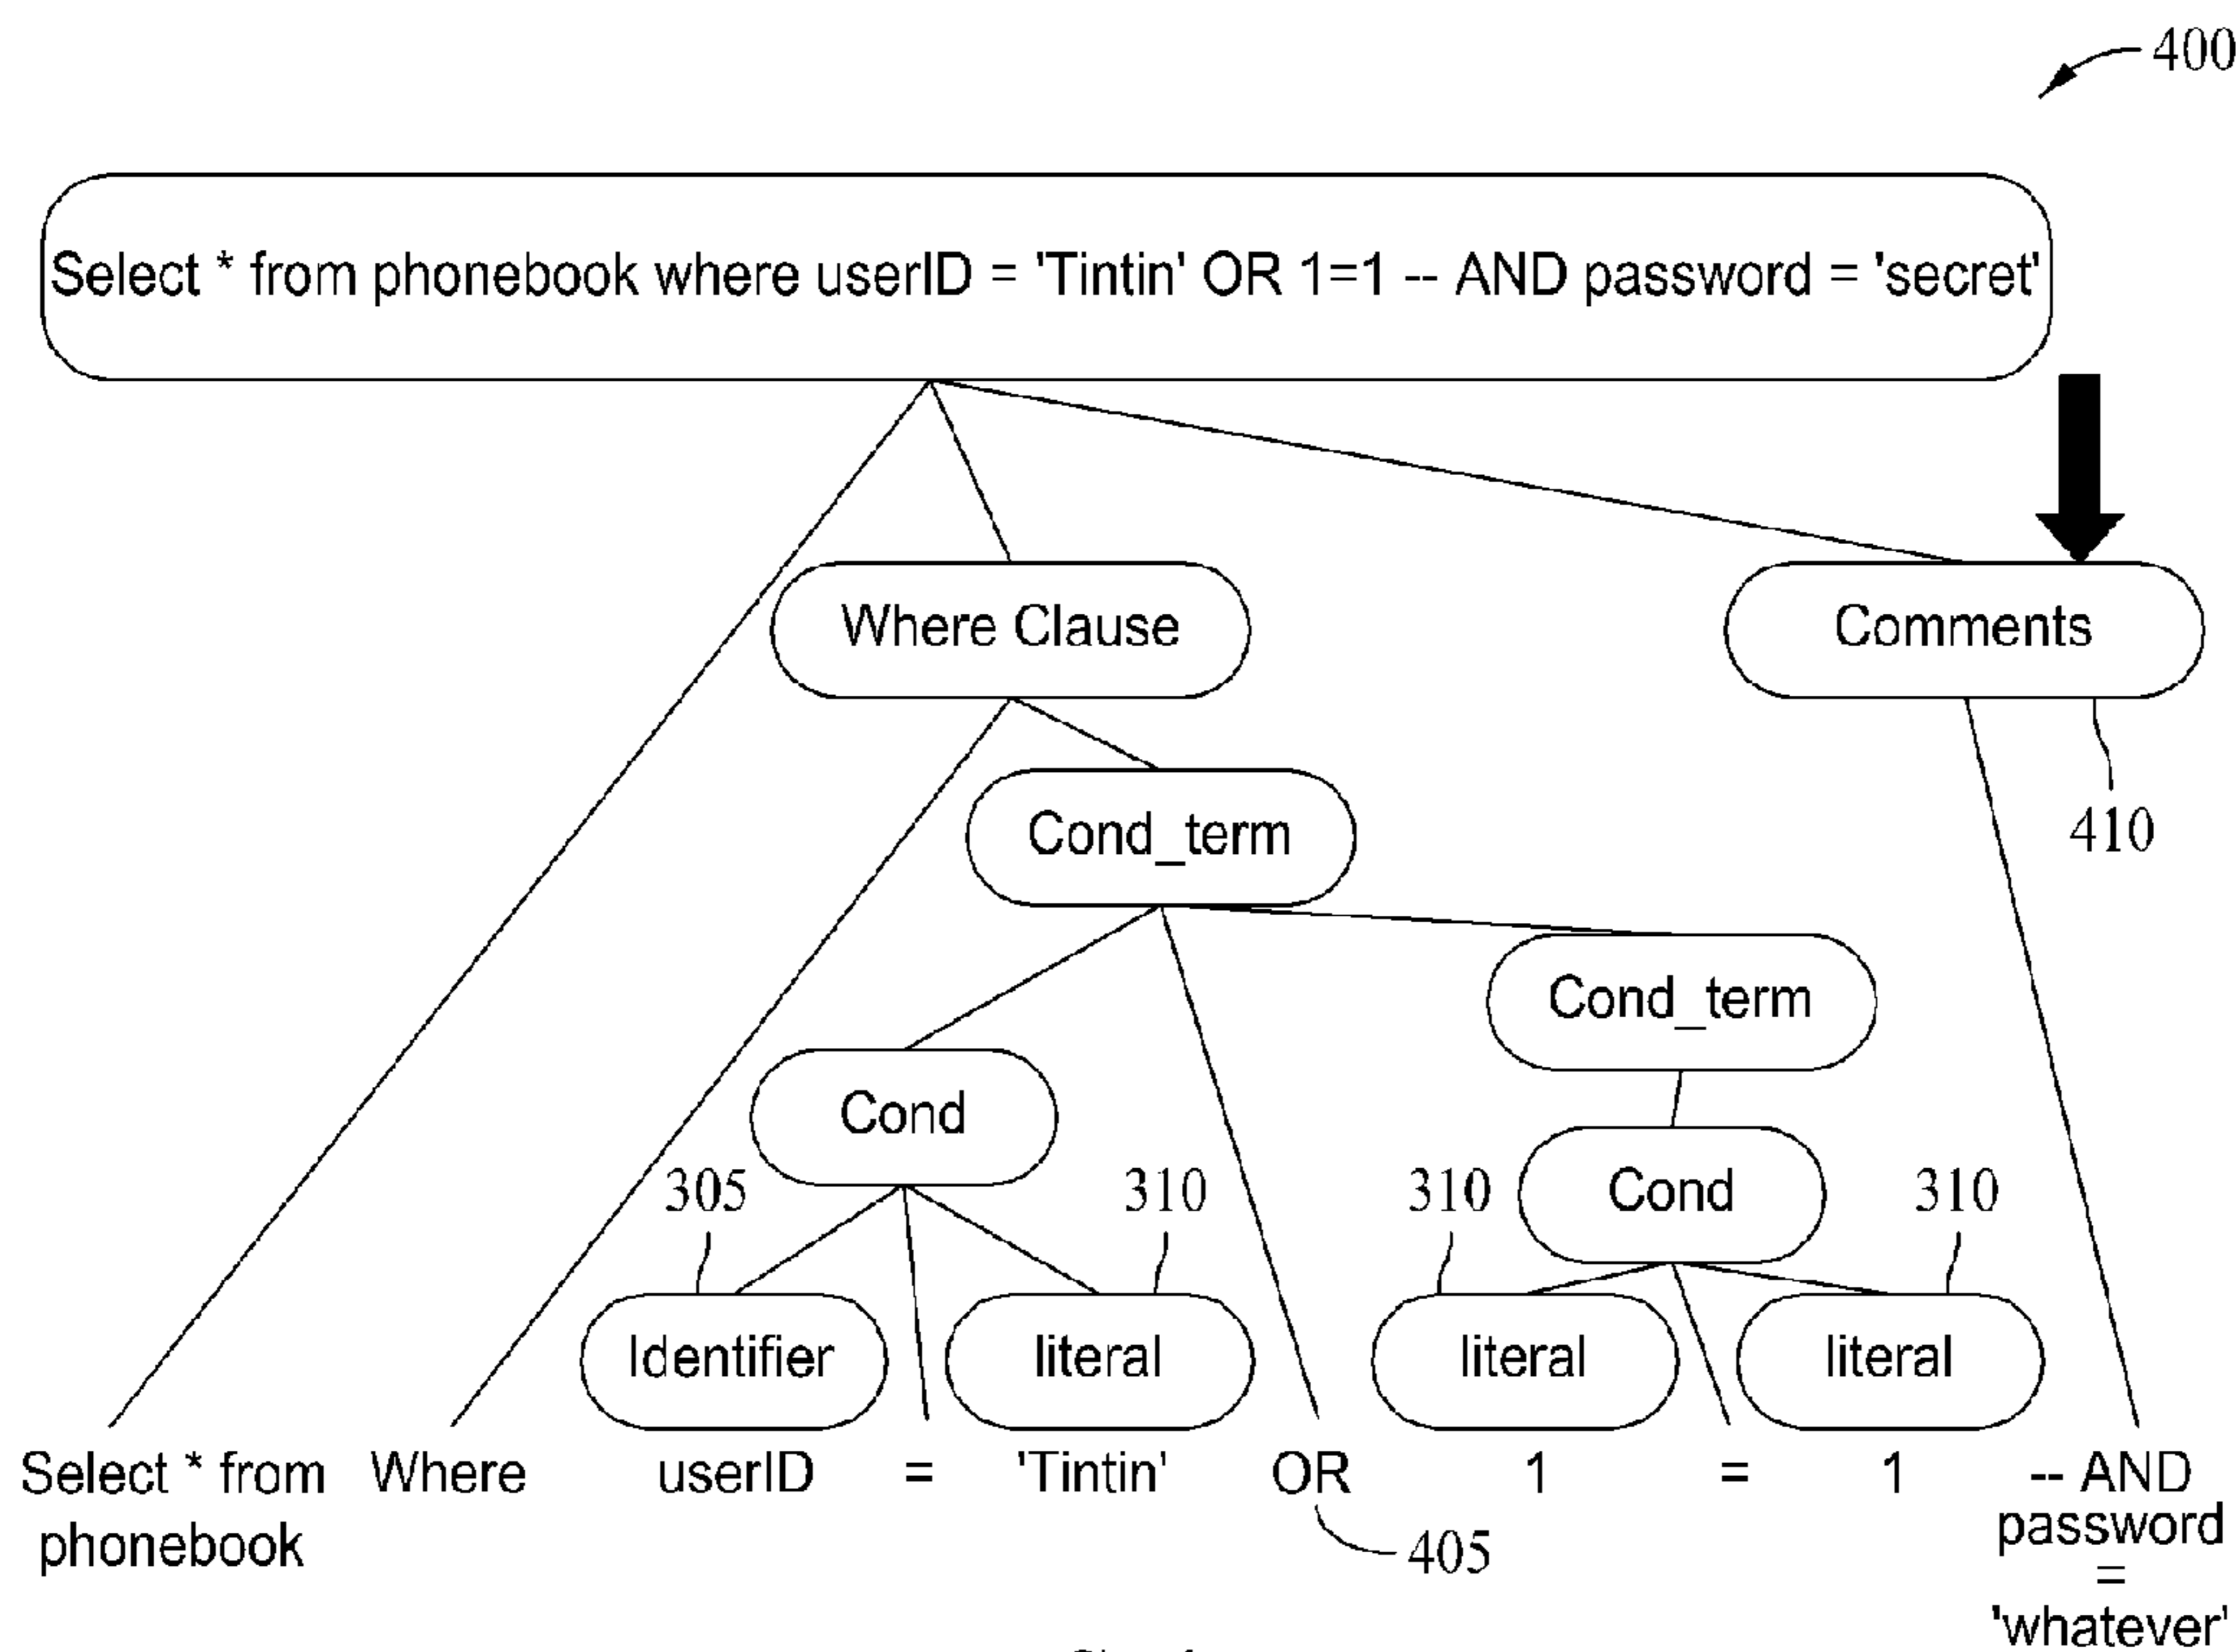 400
Select * from phonebook where userID = 'Tintin' OR 1=1 -- AND password = 'secret'
Where Clause
Comments
410
Cond_term
Cond_term
Cond
Cond
305
310
310
310
Identifier
literal
literal
literal
Select * from
phonebook
Where
userID
=
'Tintin'
OR
405
1
=
1
-- AND
password
=
'whatever'